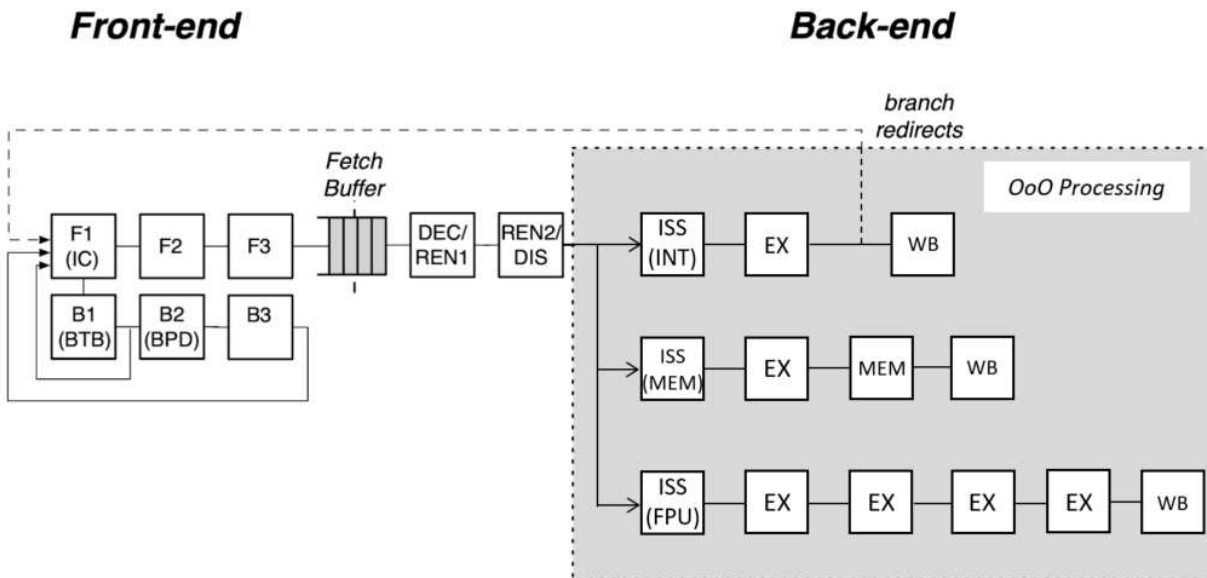 Front-end
Back-end
branch
redirects
Fetch
Buffer
OoO Processing
F1
(IC)
F2
F3
DEC/
REN1
REN2/
DIS
ISS
(INT)
EX
WB
B1
(BTB)
B2
(BPD)
B3
ISS
(MEM)
EX
MEM
WB
ISS
(FPU)
EX
EX
EX
EX
WB